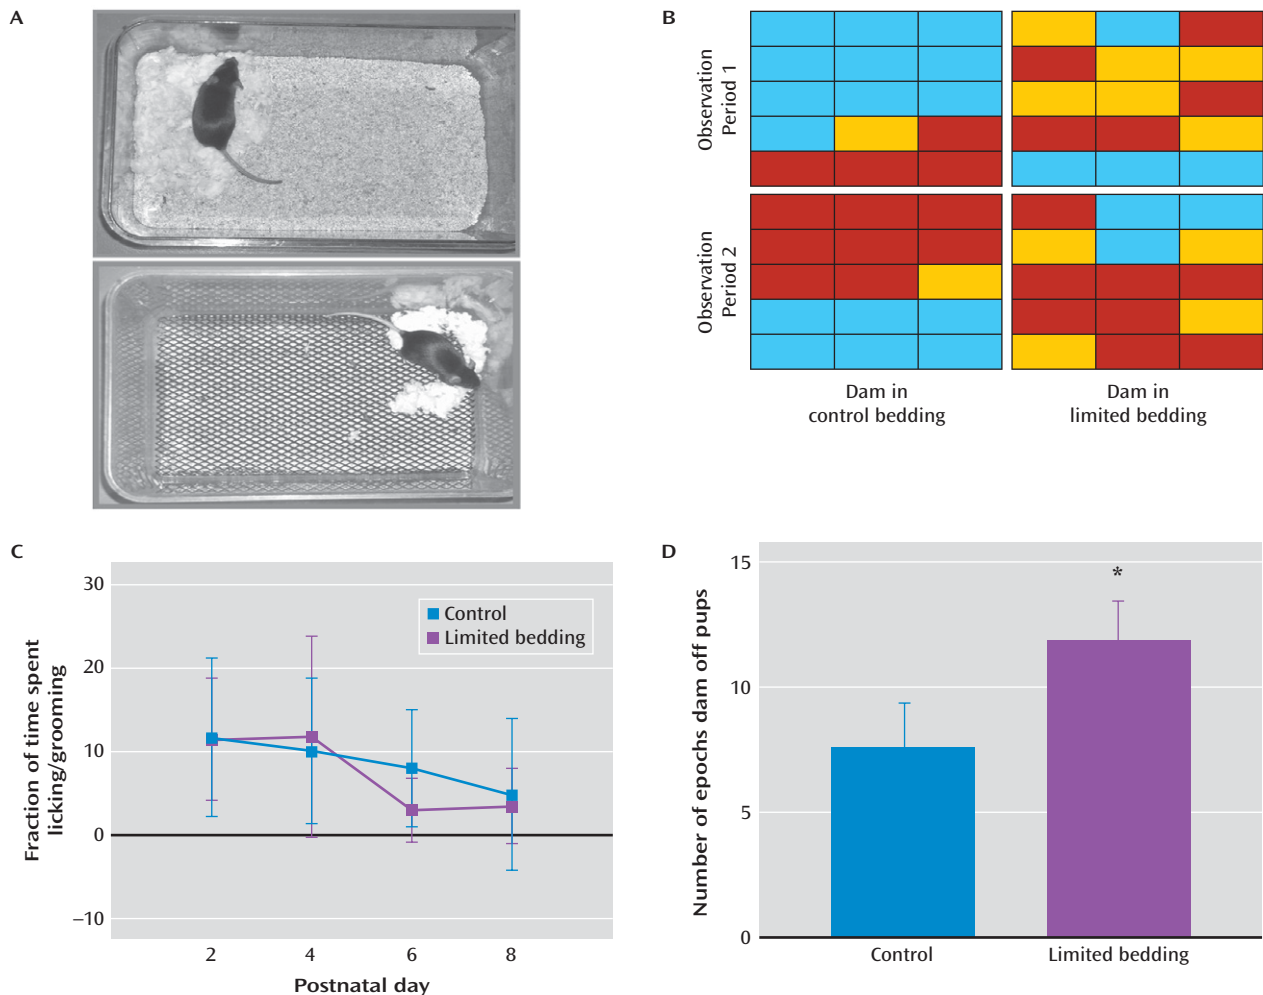 A
B
Observation
Period 1
Observation
Period 2
Dam in
control bedding
Dam in
limited bedding
C
Fraction of time spent
licking/grooming
30
20
10
0
−10
Control
Limited bedding
2
4
6
8
Postnatal day
D
Number of epochs dam off pups
15
10
5
0
*
Control
Limited bedding